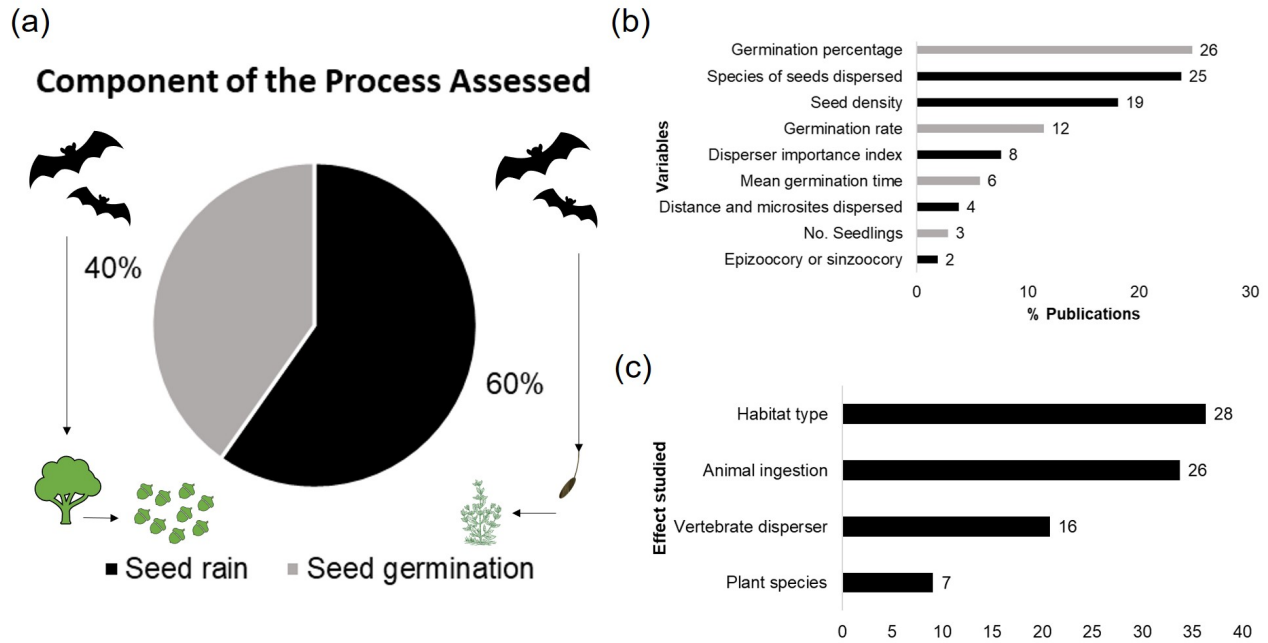 (a)
Component of the Process Assessed
40%
60%
Seed rain
Seed germination
(b)
Variables
Germination percentage 26
Species of seeds dispersed 25
Seed density 19
Germination rate 12
Disperser importance index 8
Mean germination time 6
Distance and microsites dispersed 4
No. Seedlings 3
Epizoocory or sinzoocory 2
0 10 20 30
% Publications
(c)
Effect studied
Habitat type 28
Animal ingestion 26
Vertebrate disperser 16
Plant species 7
0 5 10 15 20 25 30 35 40